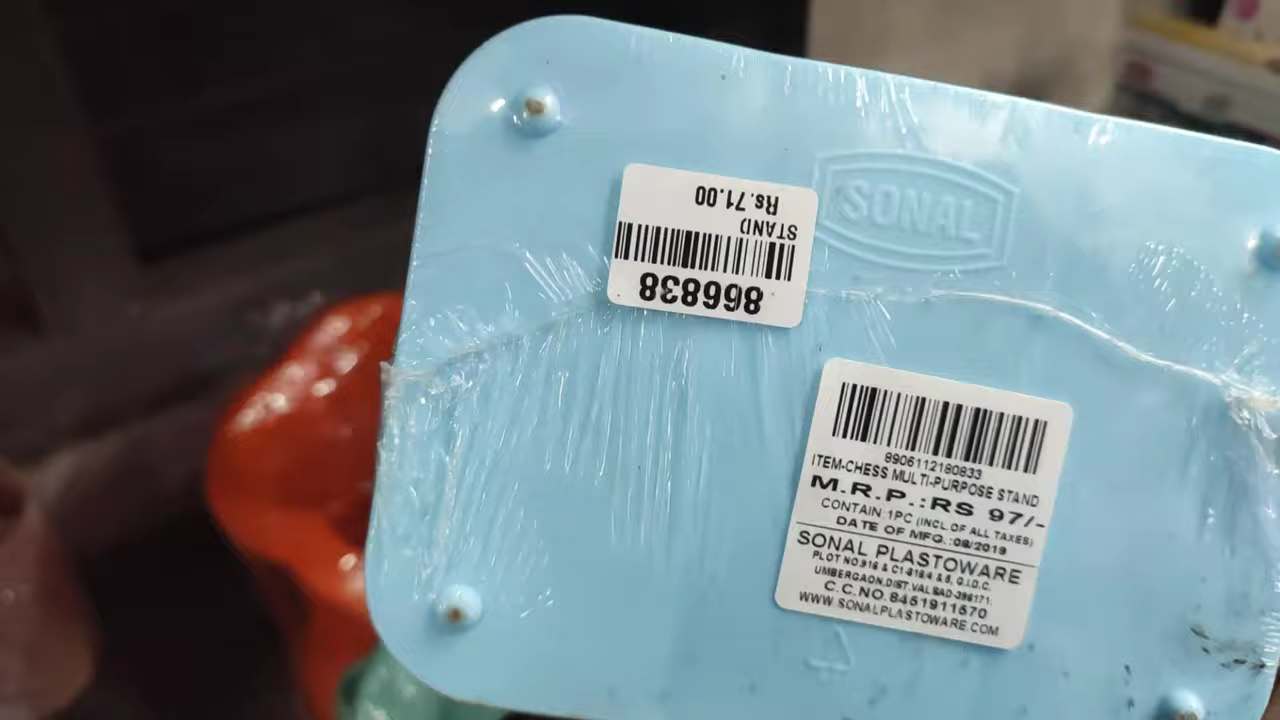 Rs.71.00
STAND
866838
SONAL
8906112180833
ITEM-CHESS MULTI-PURPOSE STAND
M.R.P.:RS 97/-
CONTAIN:1PC (INCL.OF ALL TAXES)
DATE OF MFG.:08/2019
SONAL PLASTOWARE
PLOT NO.916 & C1-316/4 & 5, G.I.D.C.
UMBERGAON.DIST.VALSAD-396171.
C.C.NO.8451911570
WWW.SONALPLASTOWARE.COM